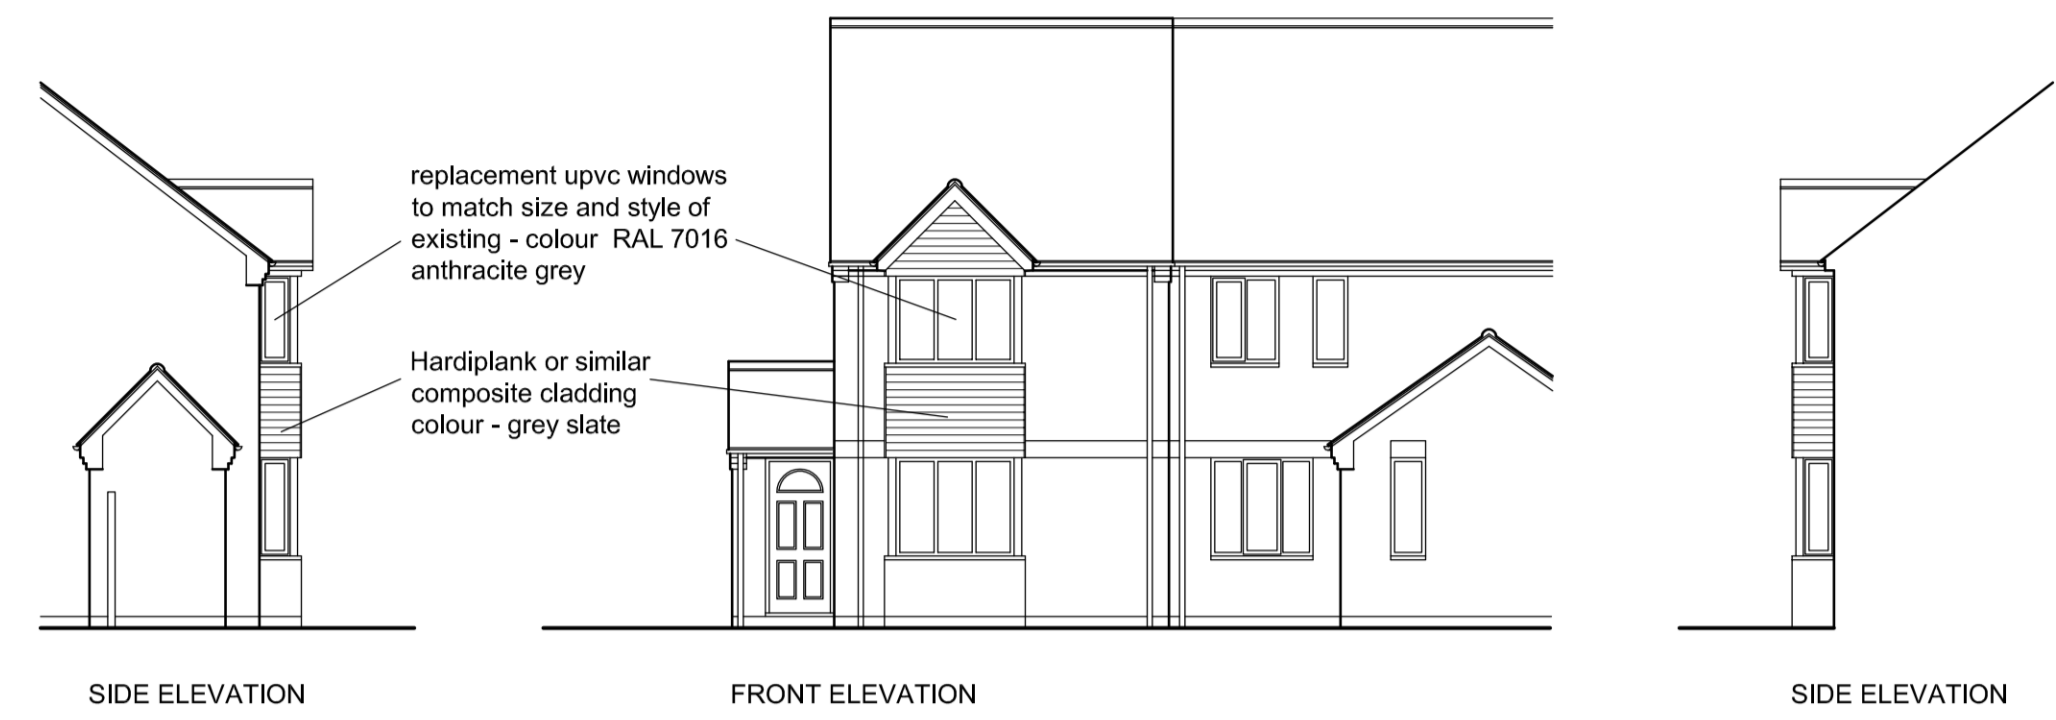 replacement upvc windows
to match size and style of
existing - colour RAL 7016
anthracite grey
Hardiplank or similar
composite cladding
colour - grey slate
SIDE ELEVATION
FRONT ELEVATION
SIDE ELEVATION